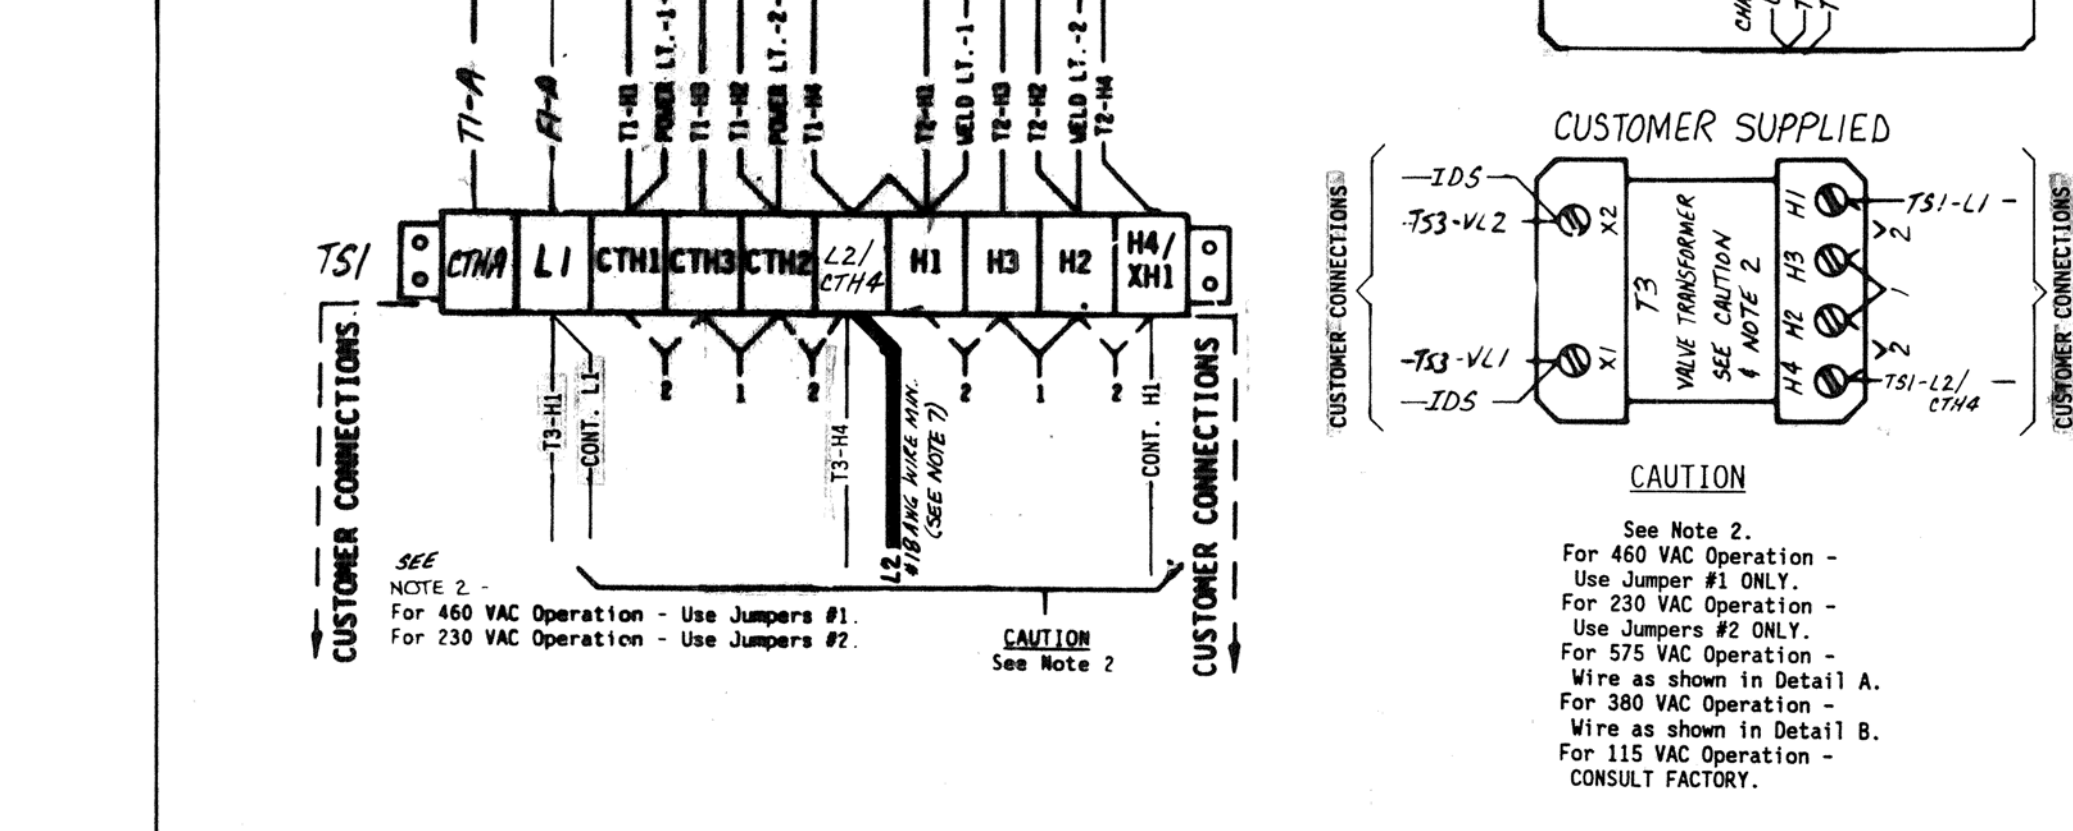 T1-A
F1-A
T1-H1
POWER LT.-1
T1-H3
T1-H2
POWER LT.-2
T1-H4
T2-H1
WELD LT.-1
T2-H3
T2-H2
WELD LT.-2
T2-H4
TS1
CTHA
L1
CTH1
CTH3
CTH2
L2/
CTH4
H1
H3
H2
H4/
XH1
2
1
2
2
1
2
T3-H1
CONT. L1
T3-H4
L2
#18 AWG WIRE MIN.
(SEE NOTE 7)
CONT. H1
CUSTOMER CONNECTIONS
CUSTOMER CONNECTIONS
SEE
NOTE 2 -
For 460 VAC Operation - Use Jumpers #1.
For 230 VAC Operation - Use Jumpers #2.
CAUTION
See Note 2
CUSTOMER SUPPLIED
CUSTOMER CONNECTIONS
IDS
TS3-VL2
TS3-VL1
IDS
X2
X1
T3
VALVE TRANSFORMER
SEE CAUTION
& NOTE 2
H1
H3
H2
H4
TS1-L1
2
1
2
TS1-L2/
CTH4
CUSTOMER CONNECTIONS
CAUTION
See Note 2.
For 460 VAC Operation -
Use Jumper #1 ONLY.
For 230 VAC Operation -
Use Jumpers #2 ONLY.
For 575 VAC Operation -
Wire as shown in Detail A.
For 380 VAC Operation -
Wire as shown in Detail B.
For 115 VAC Operation -
CONSULT FACTORY.